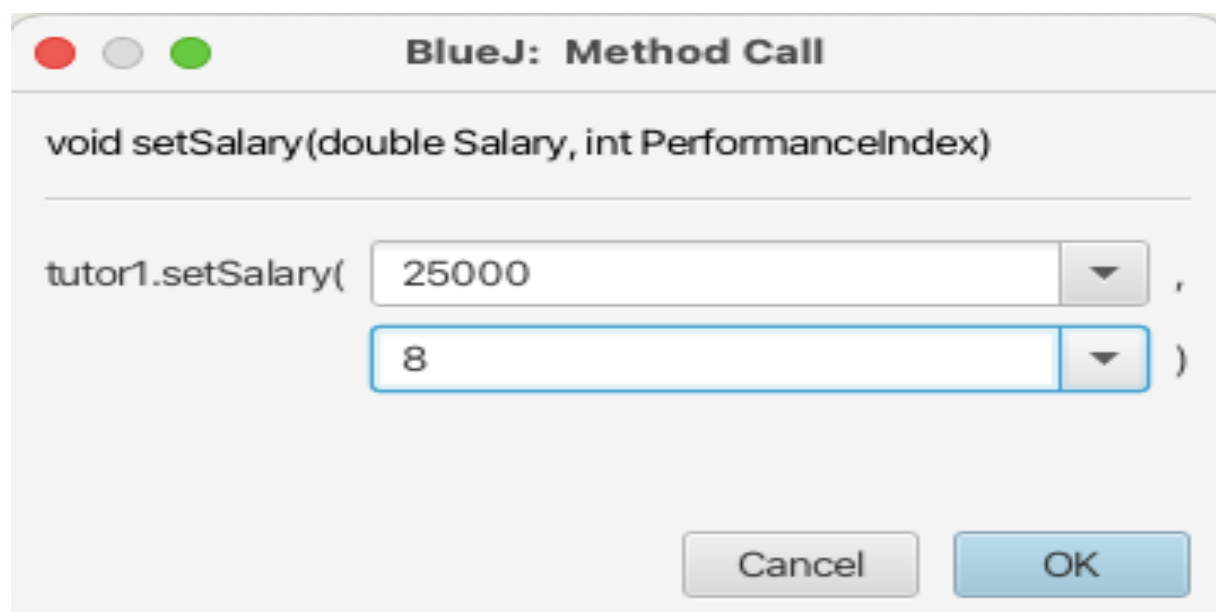 BlueJ: Method Call
void setSalary(double Salary, int PerformanceIndex)
tutor1.setSalary( 25000 ,
8 )
Cancel OK